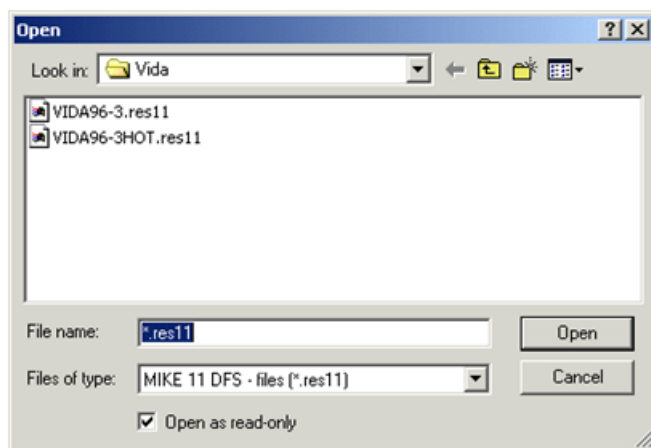 Open
Look in: Vida
VIDA96-3.res11
VIDA96-3HOT.res11
File name: *.res11 Open
Files of type: MIKE 11 DFS - files (*.res11) Cancel
Open as read-only